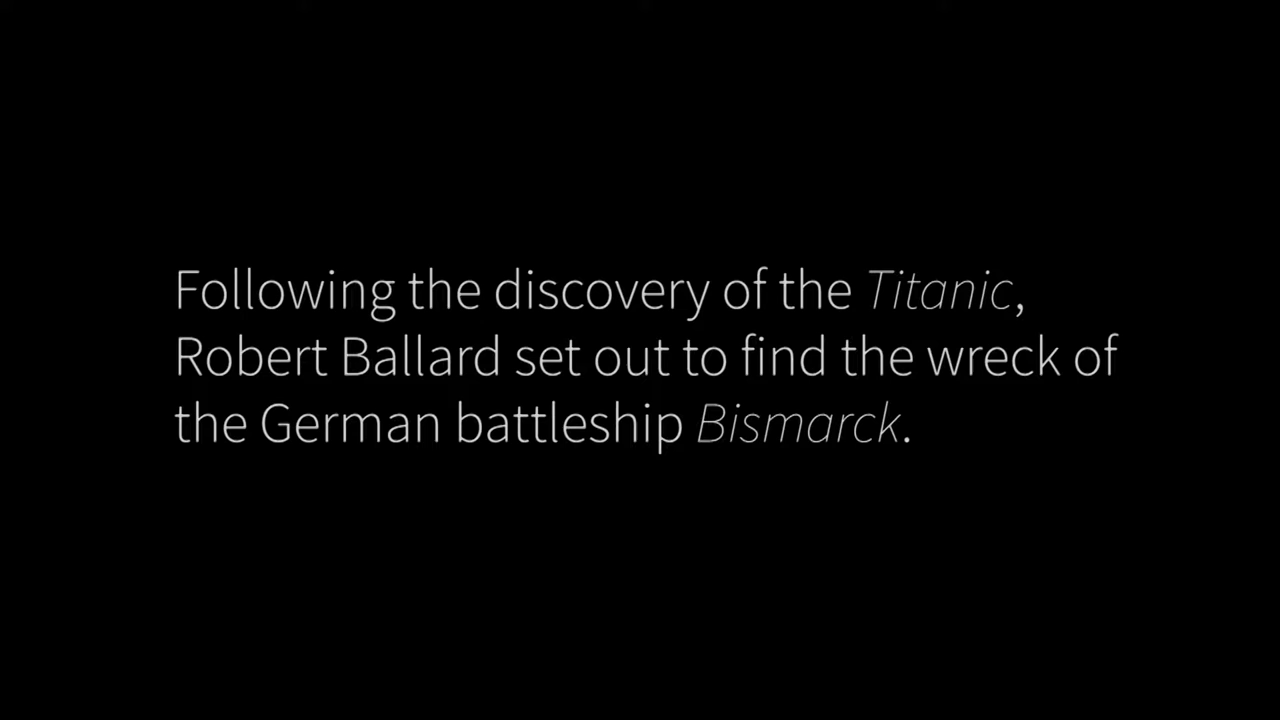 Following the discovery of the Titanic,
Robert Ballard set out to find the wreck of
the German battleship Bismarck.